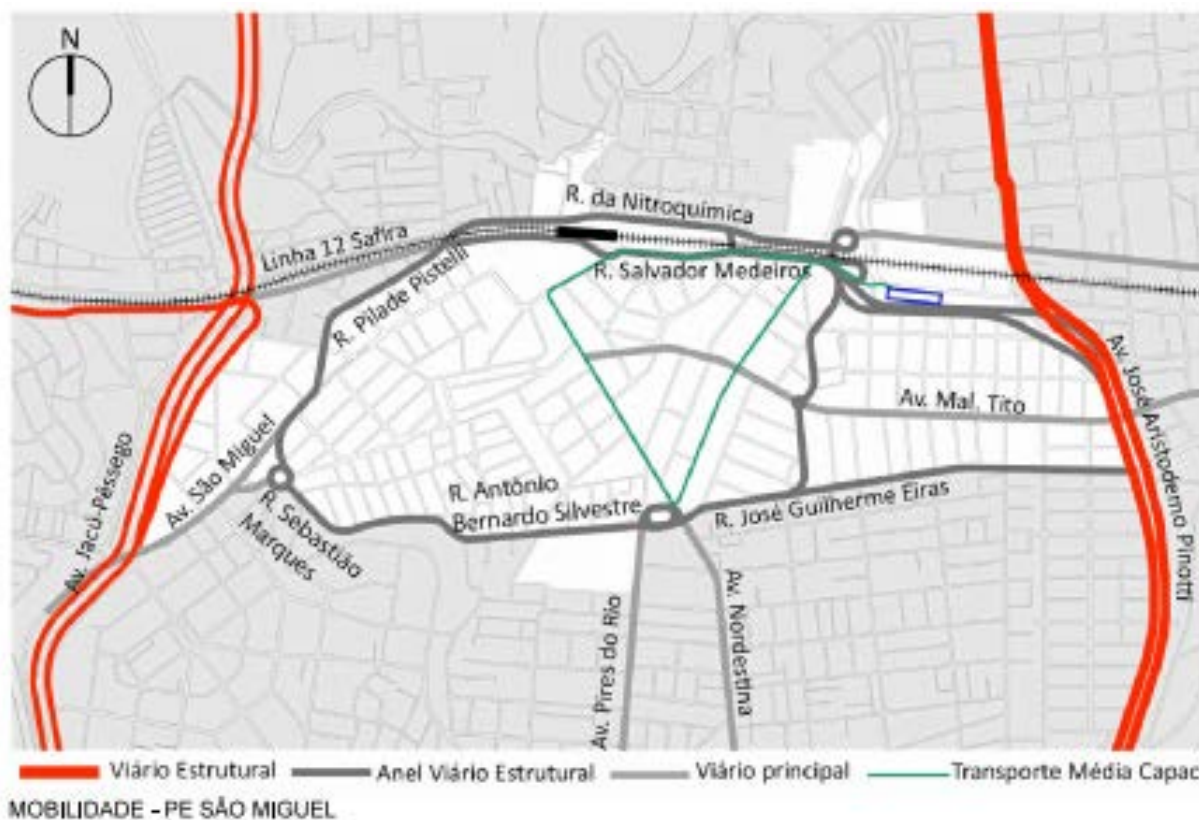 N
R. da Nitroquímica
Linha 12 Safira
R. Salvador Medeiros
R. Pilade Pistelli
Av. José Aristodemo Pinotti
Av. Mal. Tito
Av. São Miguel
Av. Jacú-Pêssego
R. Antônio
Bernardo Silvestre
R. José Guilherme Eiras
R. Sebastião
Marques
Av. Pires do Rio
Av. Nordestina
Viário Estrutural
Anel Viário Estrutural
Viário principal
Transporte Média Capac
MOBILIDADE - PE SÃO MIGUEL